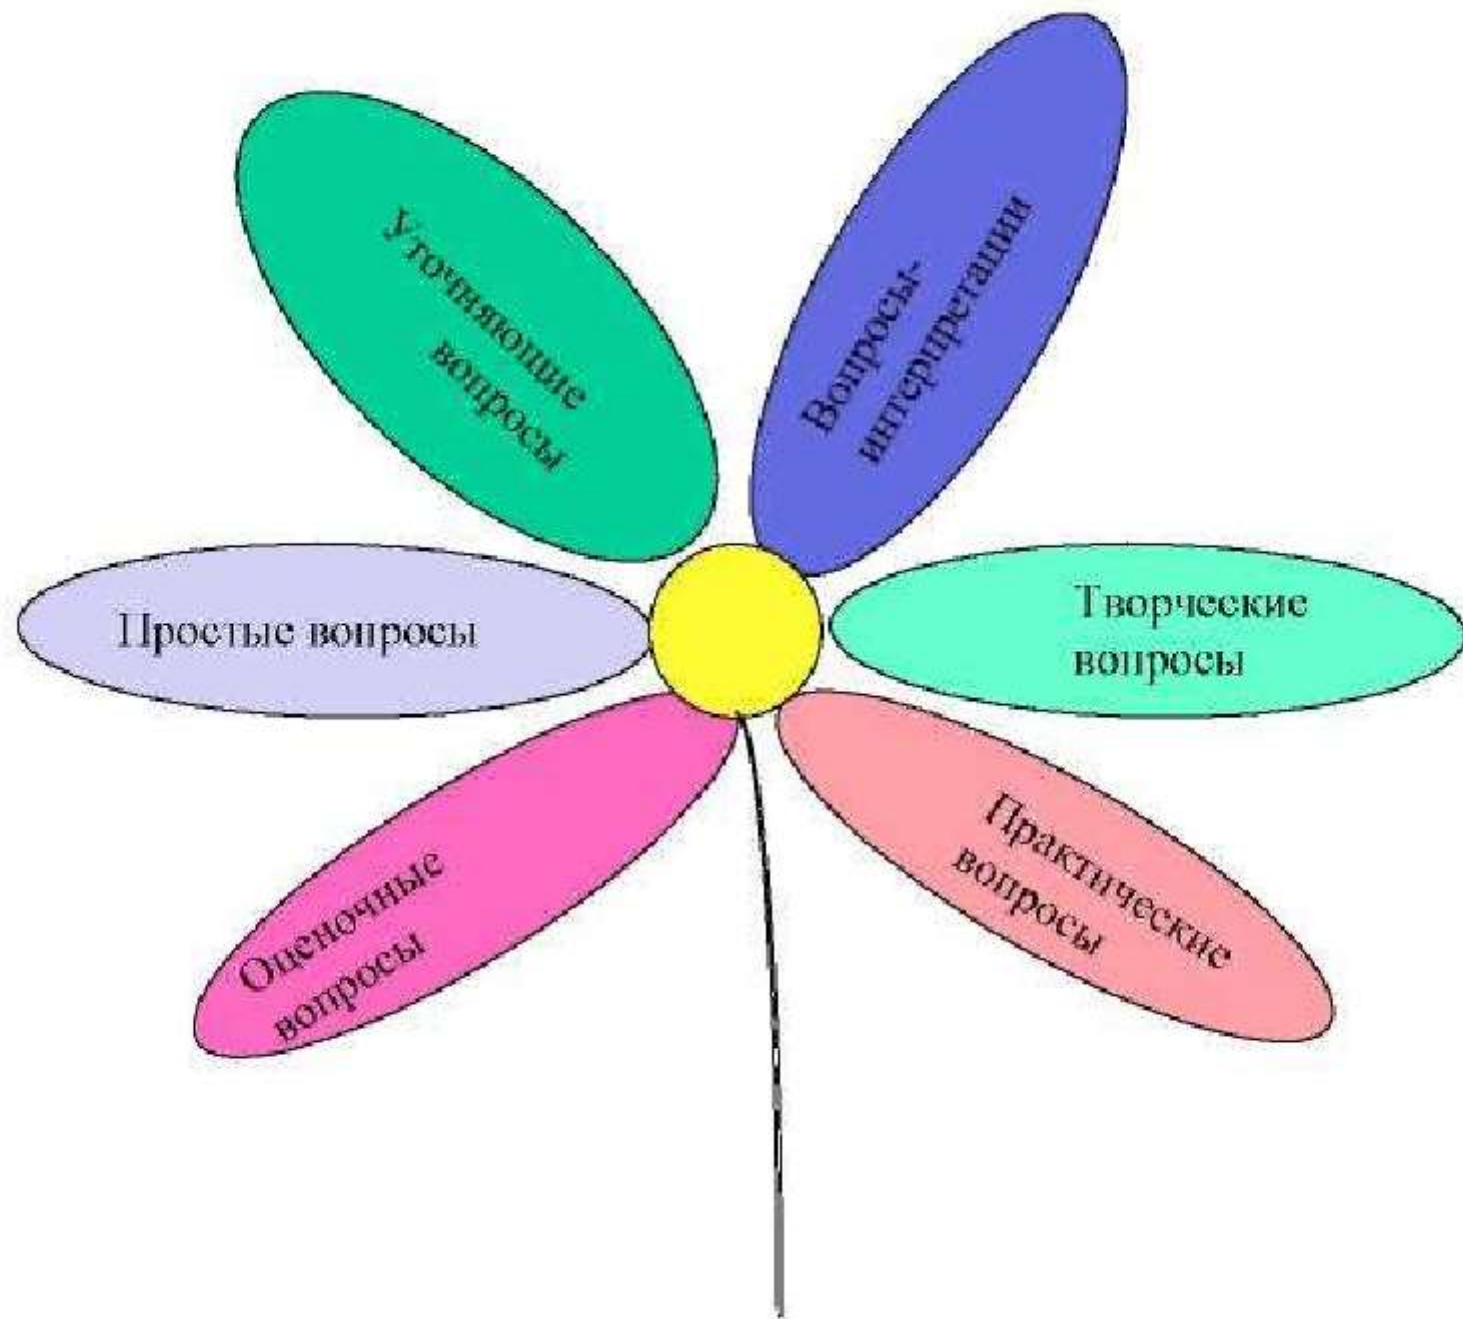 Уточняющие
вопросы
Вопросы-
интерпретации
Простые вопросы
Творческие
вопросы
Оценочные
вопросы
Практические
вопросы